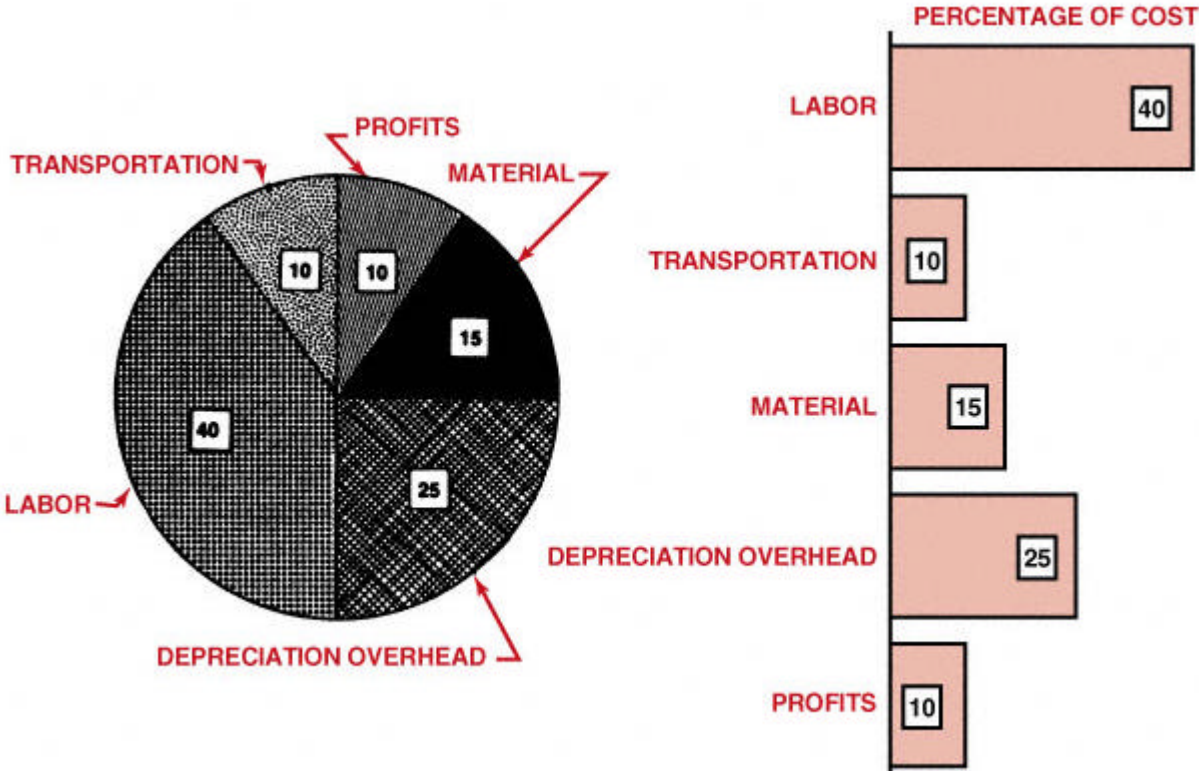 PROFITS
TRANSPORTATION
MATERIAL
10
10
15
40
25
LABOR
DEPRECIATION OVERHEAD
PERCENTAGE OF COST
LABOR
40
TRANSPORTATION
10
MATERIAL
15
DEPRECIATION OVERHEAD
25
PROFITS
10